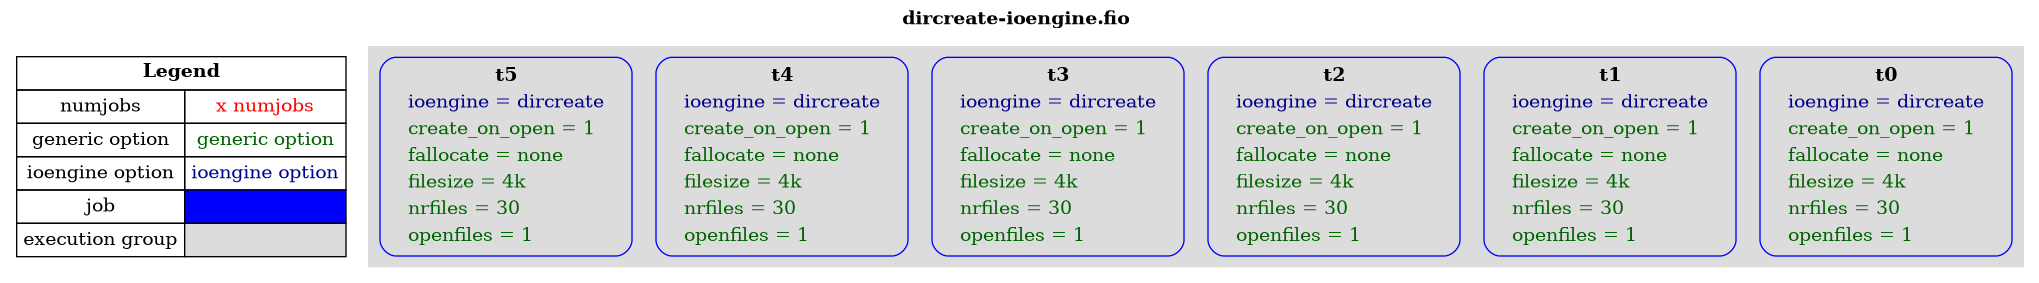 dircreate-ioengine.fio
Legend
numjobs x numjobs
generic option generic option
ioengine option ioengine option
job
execution group
t5
ioengine = dircreate
create_on_open = 1
fallocate = none
filesize = 4k
nrfiles = 30
openfiles = 1
t4
ioengine = dircreate
create_on_open = 1
fallocate = none
filesize = 4k
nrfiles = 30
openfiles = 1
t3
ioengine = dircreate
create_on_open = 1
fallocate = none
filesize = 4k
nrfiles = 30
openfiles = 1
t2
ioengine = dircreate
create_on_open = 1
fallocate = none
filesize = 4k
nrfiles = 30
openfiles = 1
t1
ioengine = dircreate
create_on_open = 1
fallocate = none
filesize = 4k
nrfiles = 30
openfiles = 1
t0
ioengine = dircreate
create_on_open = 1
fallocate = none
filesize = 4k
nrfiles = 30
openfiles = 1